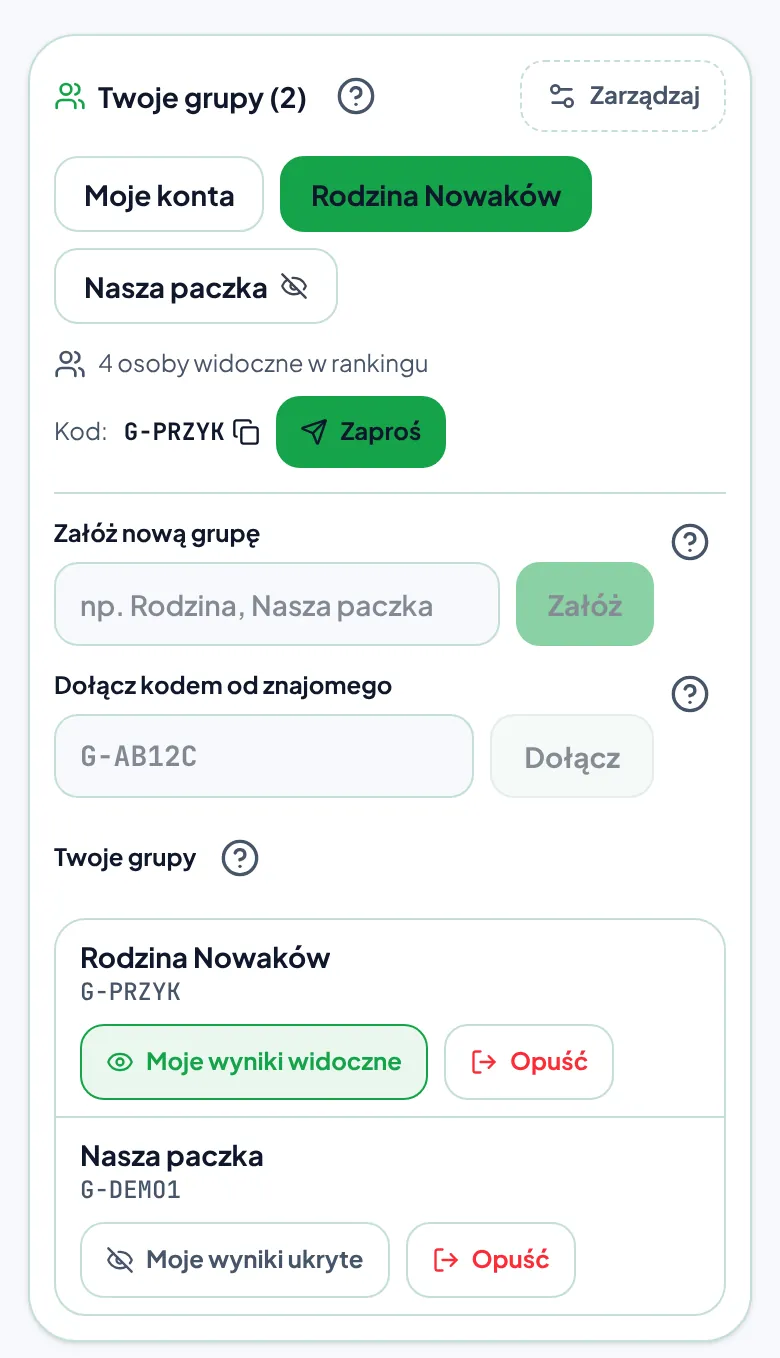 Twoje grupy (2)
Zarządzaj
Moje konta
Rodzina Nowaków
Nasza paczka
4 osoby widoczne w rankingu
Kod: G-PRZYK
Zaproś
Załóż nową grupę
np. Rodzina, Nasza paczka
Załóż
Dołącz kodem od znajomego
G-AB12C
Dołącz
Twoje grupy
Rodzina Nowaków
G-PRZYK
Moje wyniki widoczne
Opuść
Nasza paczka
G-DEMO1
Moje wyniki ukryte
Opuść